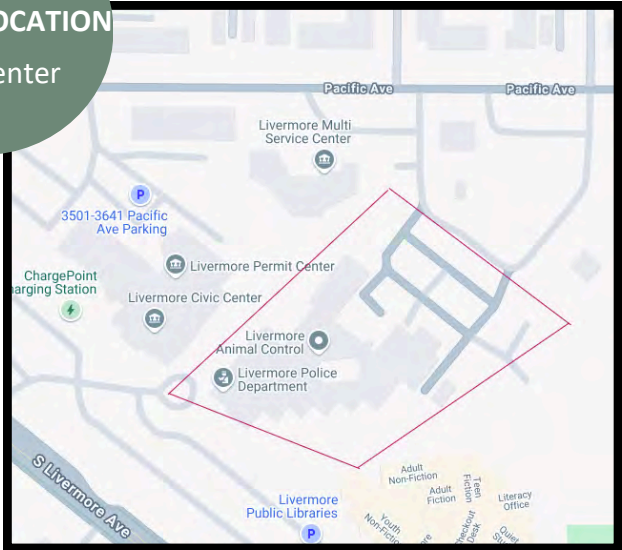 OCATION
enter
Pacific Ave
Pacific Ave
Livermore Multi
Service Center
P
3501-3641 Pacific
Ave Parking
Livermore Permit Center
ChargePoint
arging Station
Livermore Civic Center
Livermore
Animal Control
Livermore Police
Department
S Livermore Ave
Livermore
Public Libraries
P
Adult
Non-Fiction
Adult
Fiction
Teen
Fiction
Literacy
Office
Youth
Non-Fiction
Checkout
Desk
Quiet